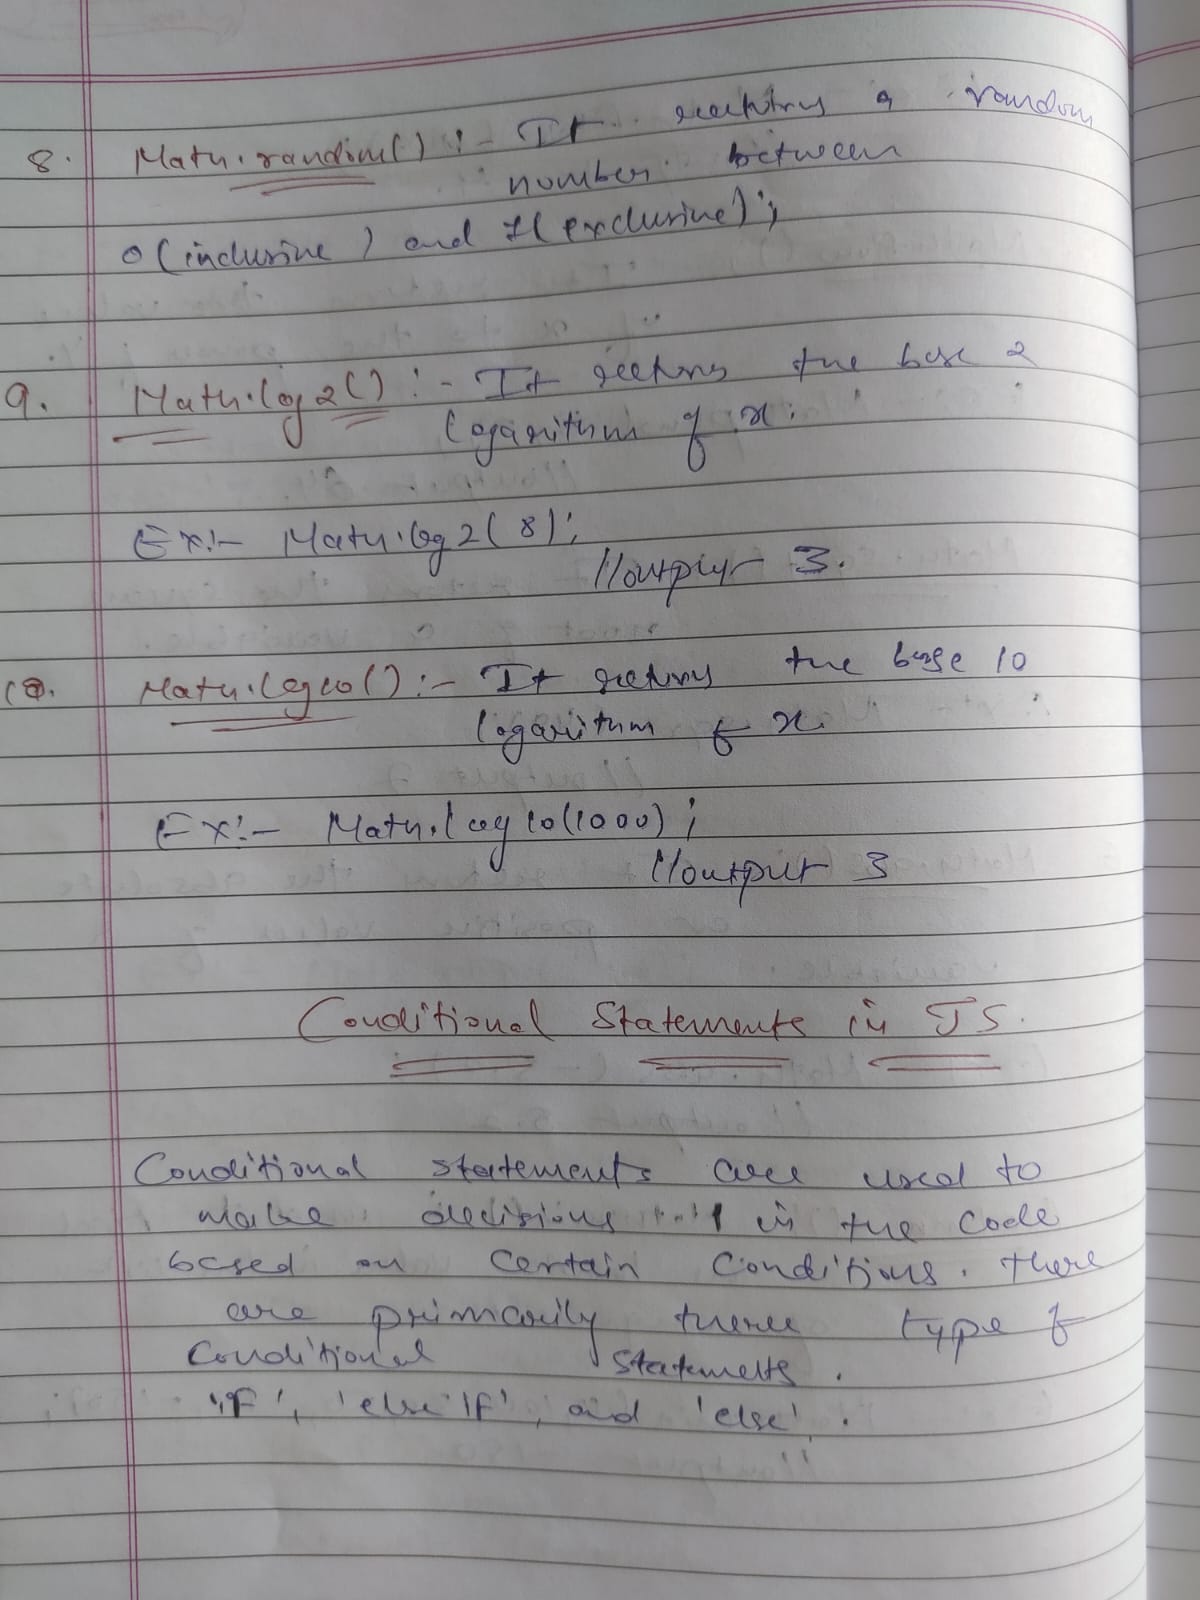 8. Math.random() :- It returns a random
number between
0 (inclusive) and 1 (exclusive);
9. Math.log2() :- It returns the base 2
logarithm of x.
Ex:- Math.log2(8);
//output 3.
10. Math.log10() :- It returns the base 10
logarithm of x.
Ex:- Math.log10(1000);
//output 3
Conditional Statements in JS.
Conditional statements are used to
make decisions in the code
based on certain conditions. there
are primarily three type of
conditional statements.
'if', 'else if', and 'else'.